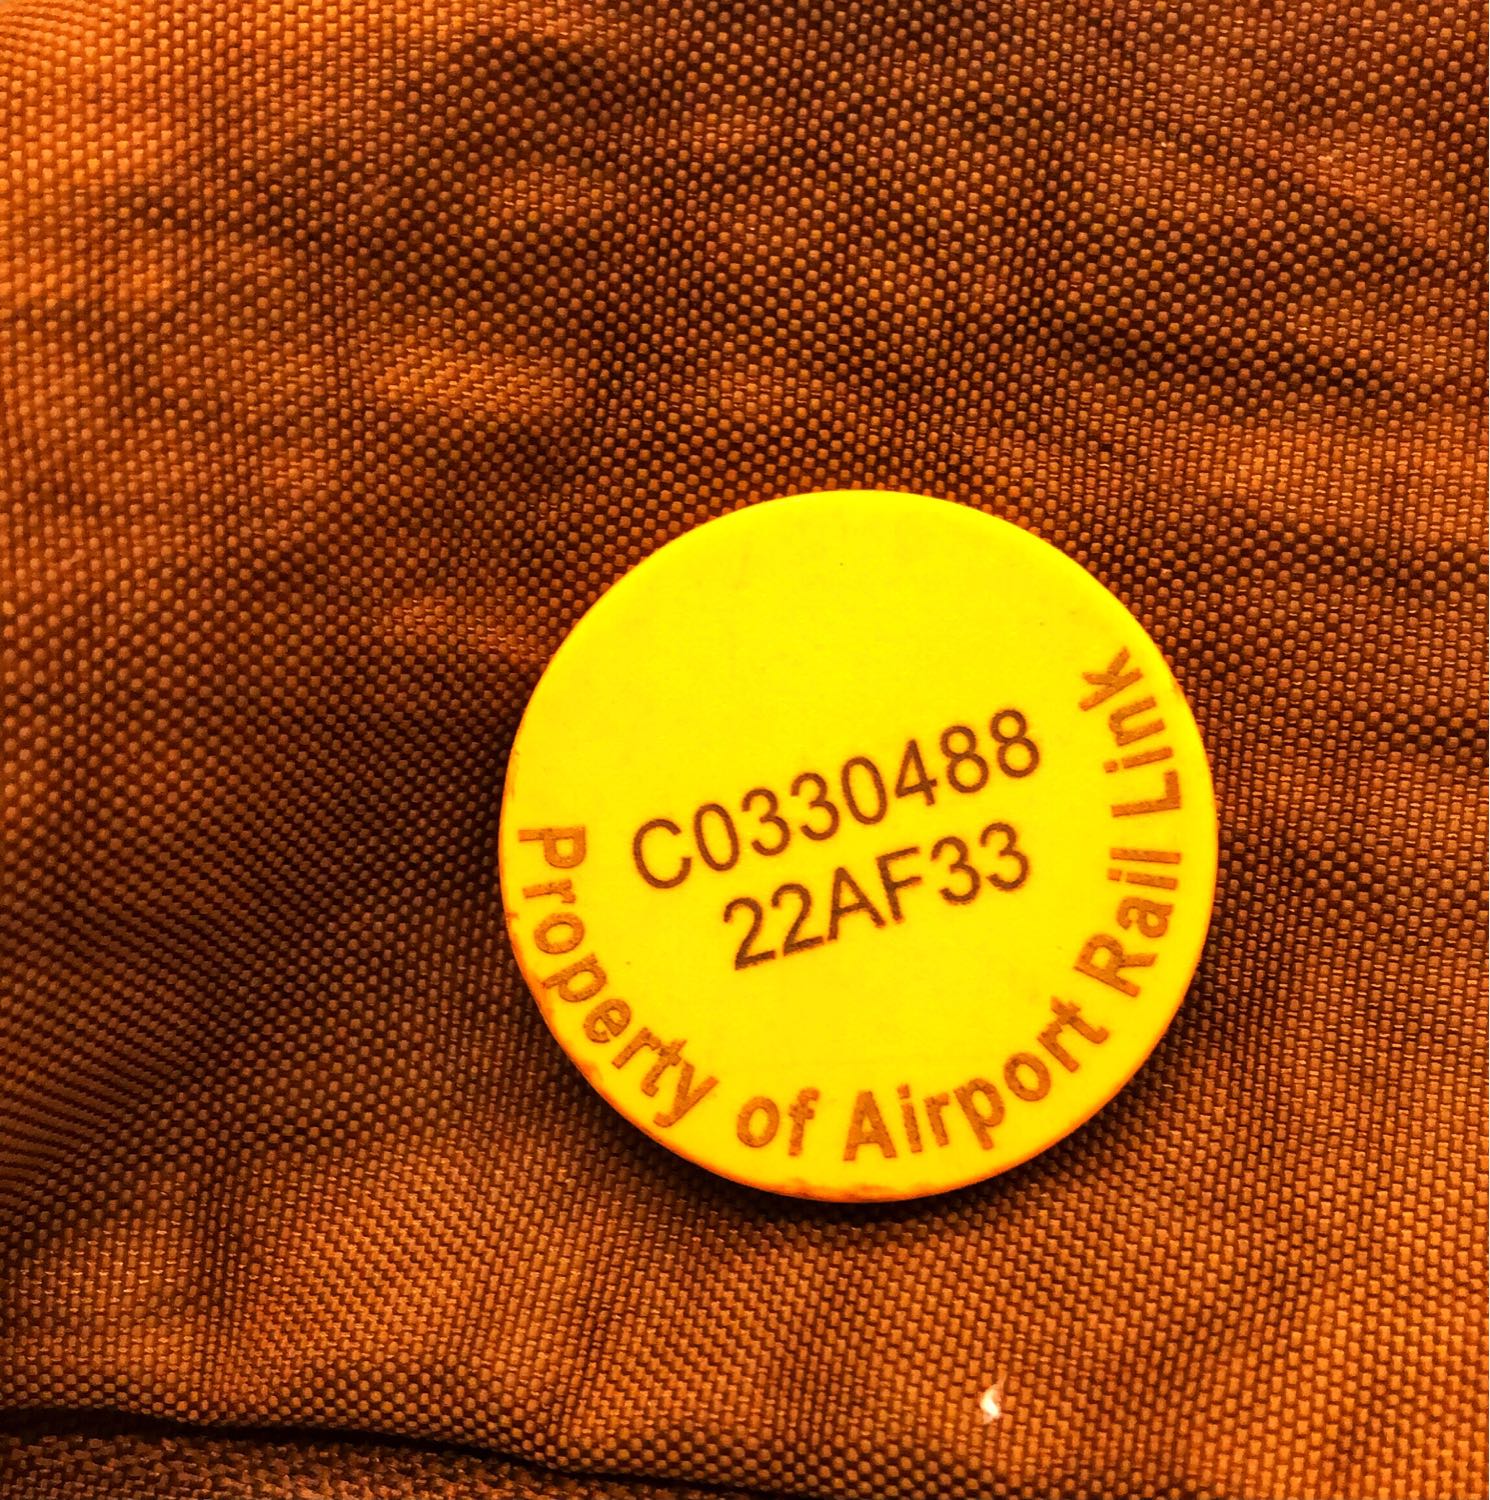 C0330488
22AF33
Property of Airport Rail Link